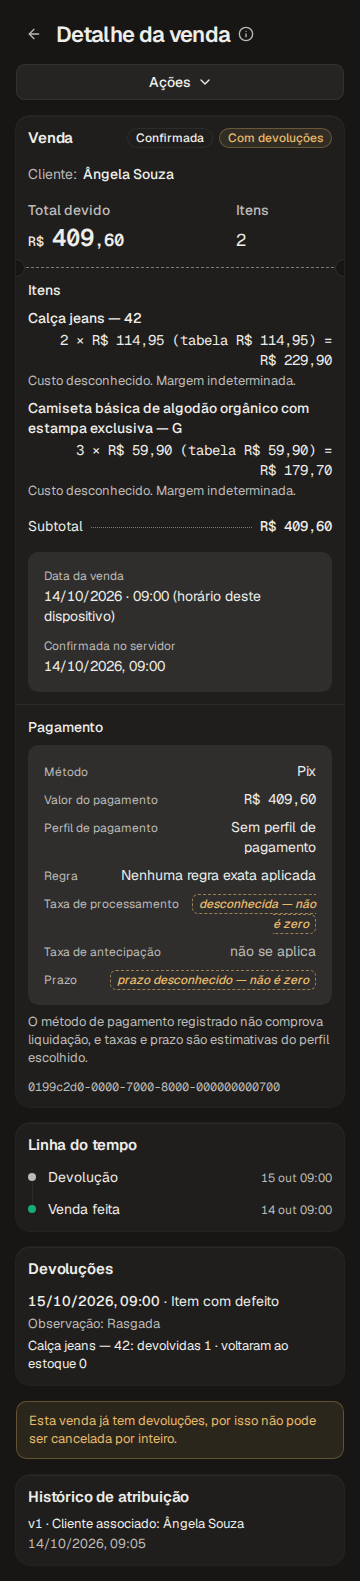 Detalhe da venda
Ações
Venda Confirmada Com devoluções
Cliente: Ângela Souza
Total devido Itens
R$ 409,60 2
Itens
Calça jeans — 42
2 × R$ 114,95 (tabela R$ 114,95) =
R$ 229,90
Custo desconhecido. Margem indeterminada.
Camiseta básica de algodão orgânico com
estampa exclusiva — G
3 × R$ 59,90 (tabela R$ 59,90) =
R$ 179,70
Custo desconhecido. Margem indeterminada.
Subtotal R$ 409,60
Data da venda
14/10/2026 · 09:00 (horário deste
dispositivo)
Confirmada no servidor
14/10/2026, 09:00
Pagamento
Método Pix
Valor do pagamento R$ 409,60
Perfil de pagamento Sem perfil de
pagamento
Regra Nenhuma regra exata aplicada
Taxa de processamento desconhecida — não
é zero
Taxa de antecipação não se aplica
Prazo prazo desconhecido — não é zero
O método de pagamento registrado não comprova
liquidação, e taxas e prazo são estimativas do perfil
escolhido.
0199c2d0-0000-7000-8000-000000000700
Linha do tempo
Devolução 15 out 09:00
Venda feita 14 out 09:00
Devoluções
15/10/2026, 09:00 · Item com defeito
Observação: Rasgada
Calça jeans — 42: devolvidas 1 · voltaram ao
estoque 0
Esta venda já tem devoluções, por isso não pode
ser cancelada por inteiro.
Histórico de atribuição
v1 · Cliente associado: Ângela Souza
14/10/2026, 09:05